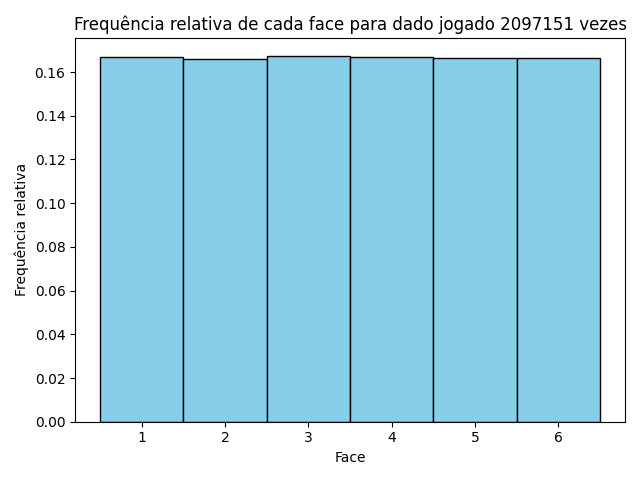 Frequência relativa de cada face para dado jogado 2097151 vezes
Frequência relativa
0.16
0.14
0.12
0.10
0.08
0.06
0.04
0.02
0.00
1 2 3 4 5 6
Face